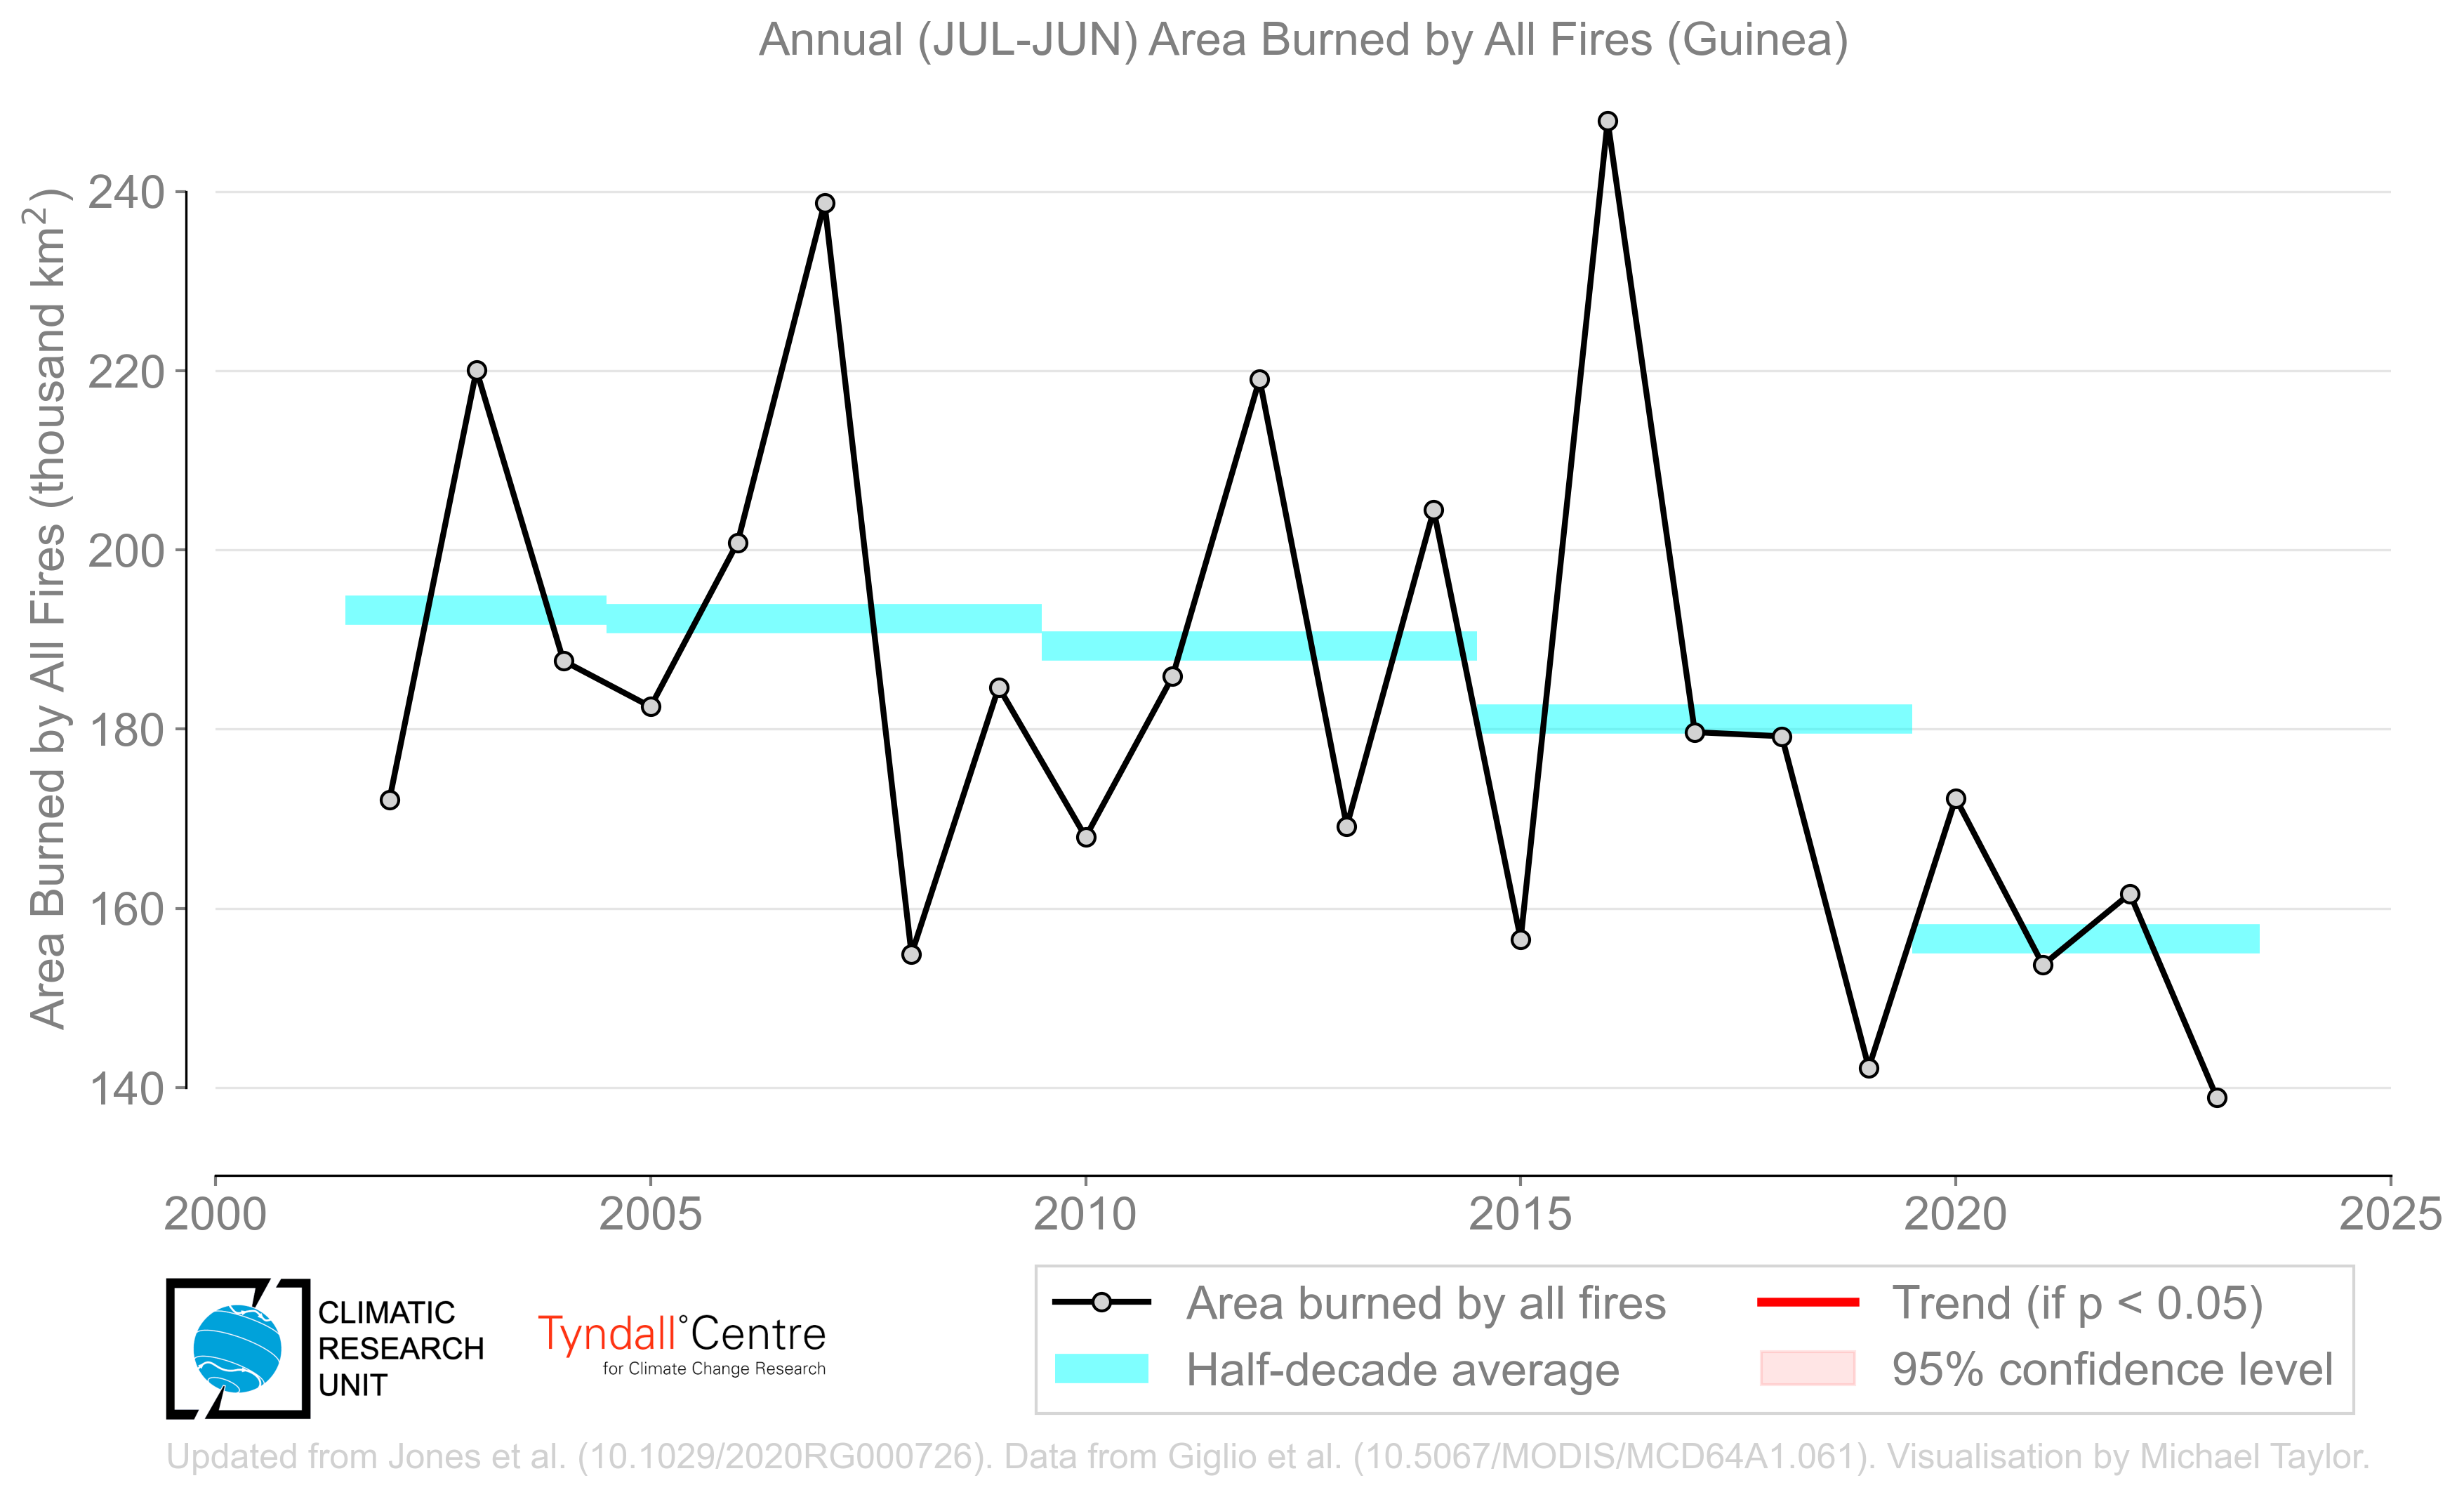 Annual (JUL-JUN) Area Burned by All Fires (Guinea)
Area Burned by All Fires (thousand km²)
240
220
200
180
160
140
2000 2005 2010 2015 2020 2025
CLIMATIC
RESEARCH
UNIT
Tyndall°Centre
for Climate Change Research
Area burned by all fires
Half-decade average
Trend (if p < 0.05)
95% confidence level
Updated from Jones et al. (10.1029/2020RG000726). Data from Giglio et al. (10.5067/MODIS/MCD64A1.061). Visualisation by Michael Taylor.